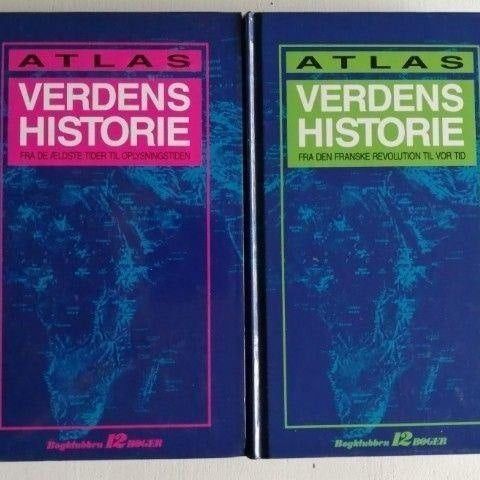 ATLAS
VERDENS
HISTORIE
FRA DE ÆLDSTE TIDER TIL OPLYSNINGSTIDEN
Bogklubben 12 BØGER
ATLAS
VERDENS
HISTORIE
FRA DEN FRANSKE REVOLUTION TIL VOR TID
Bogklubben 12 BØGER